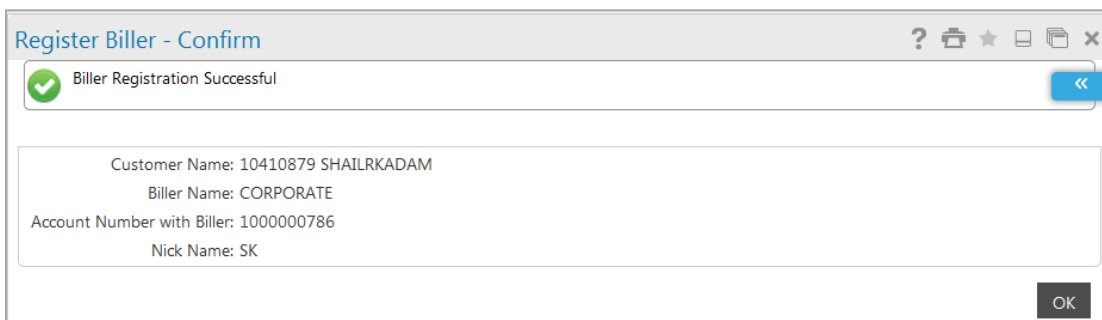 Register Biller - Confirm
Biller Registration Successful
Customer Name: 10410879 SHAILRKADAM
Biller Name: CORPORATE
Account Number with Biller: 1000000786
Nick Name: SK
OK